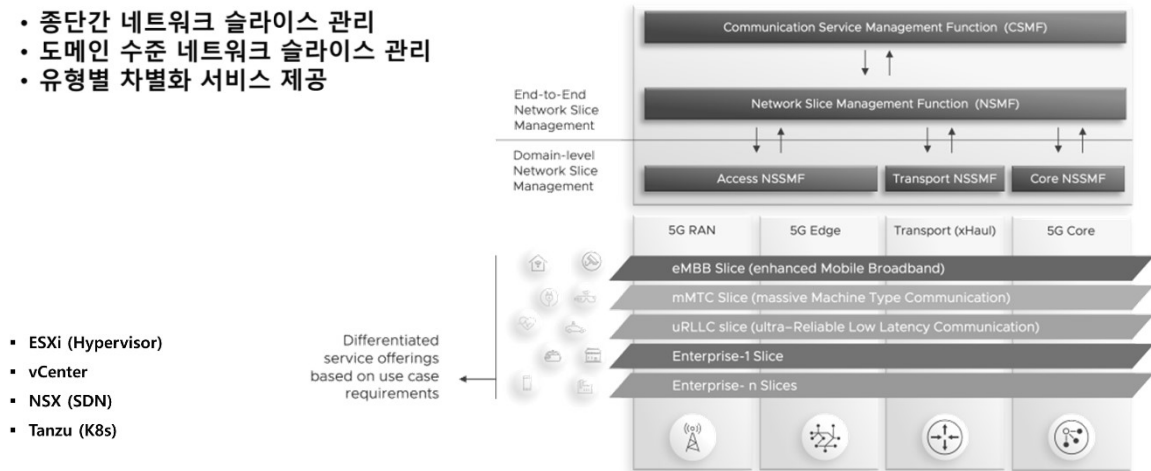 • 종단간 네트워크 슬라이스 관리
• 도메인 수준 네트워크 슬라이스 관리
• 유형별 차별화 서비스 제공
Communication Service Management Function (CSMF)
End-to-End
Network Slice
Management
Network Slice Management Function (NSMF)
Domain-level
Network Slice
Management
Access NSSMF
Transport NSSMF
Core NSSMF
5G RAN
5G Edge
Transport (xHaul)
5G Core
eMBB Slice (enhanced Mobile Broadband)
mMTC Slice (massive Machine Type Communication)
uRLLC slice (ultra–Reliable Low Latency Communication)
Enterprise-1 Slice
Enterprise- n Slices
Differentiated
service offerings
based on use case
requirements
▪ ESXi (Hypervisor)
▪ vCenter
▪ NSX (SDN)
▪ Tanzu (K8s)